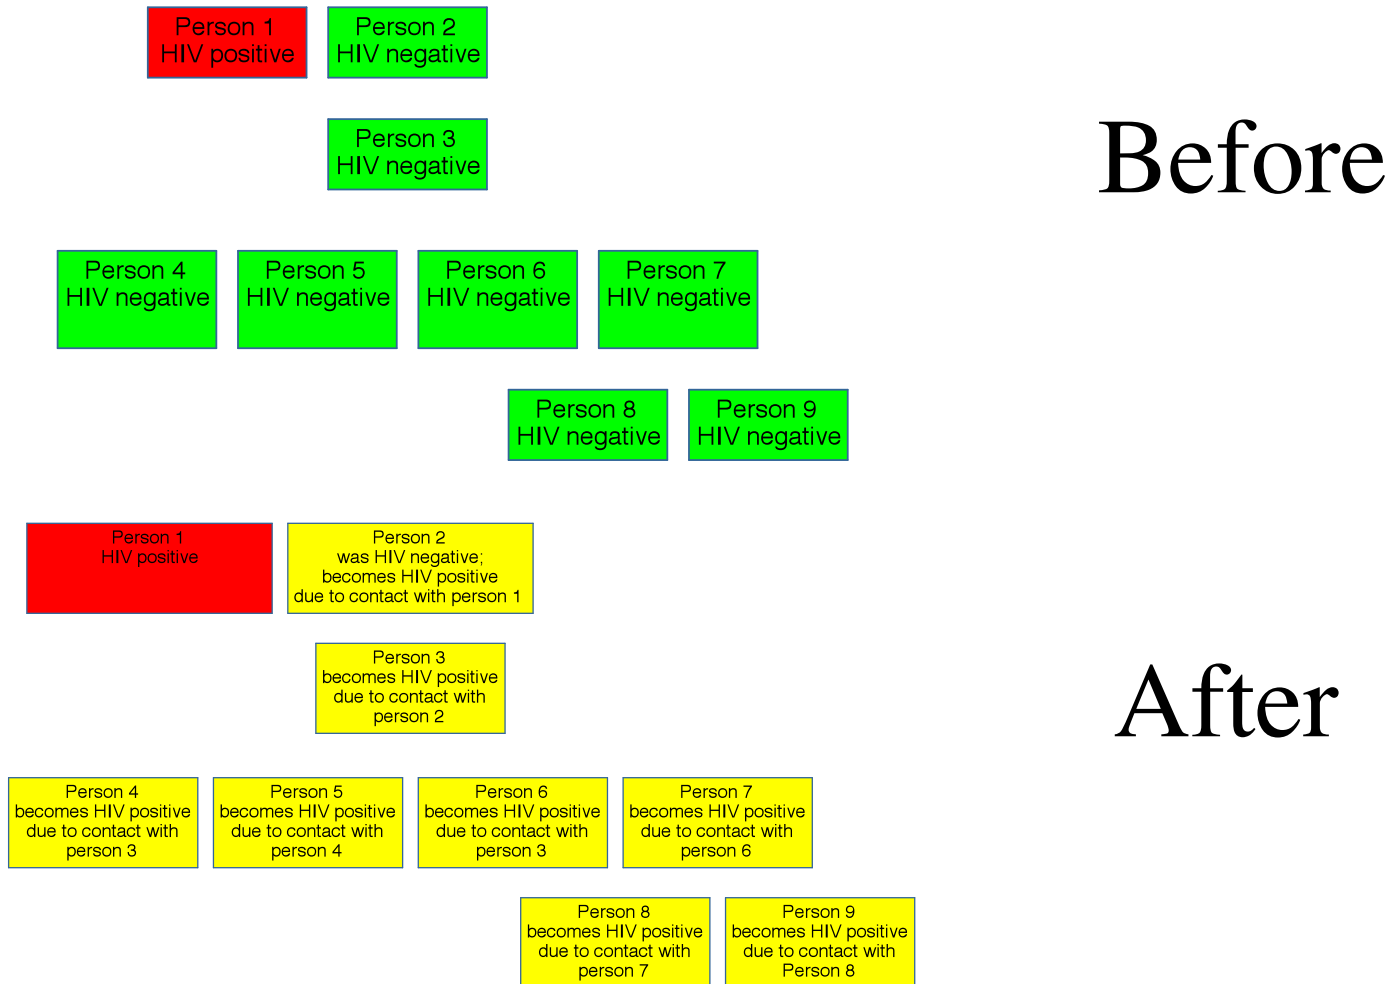 Person 1
HIV positive
Person 2
HIV negative
Person 3
HIV negative
Before
Person 4
HIV negative
Person 5
HIV negative
Person 6
HIV negative
Person 7
HIV negative
Person 8
HIV negative
Person 9
HIV negative
Person 1
HIV positive
Person 2
was HIV negative;
becomes HIV positive
due to contact with person 1
Person 3
becomes HIV positive
due to contact with
person 2
After
Person 4
becomes HIV positive
due to contact with
person 3
Person 5
becomes HIV positive
due to contact with
person 4
Person 6
becomes HIV positive
due to contact with
person 3
Person 7
becomes HIV positive
due to contact with
person 6
Person 8
becomes HIV positive
due to contact with
person 7
Person 9
becomes HIV positive
due to contact with
Person 8